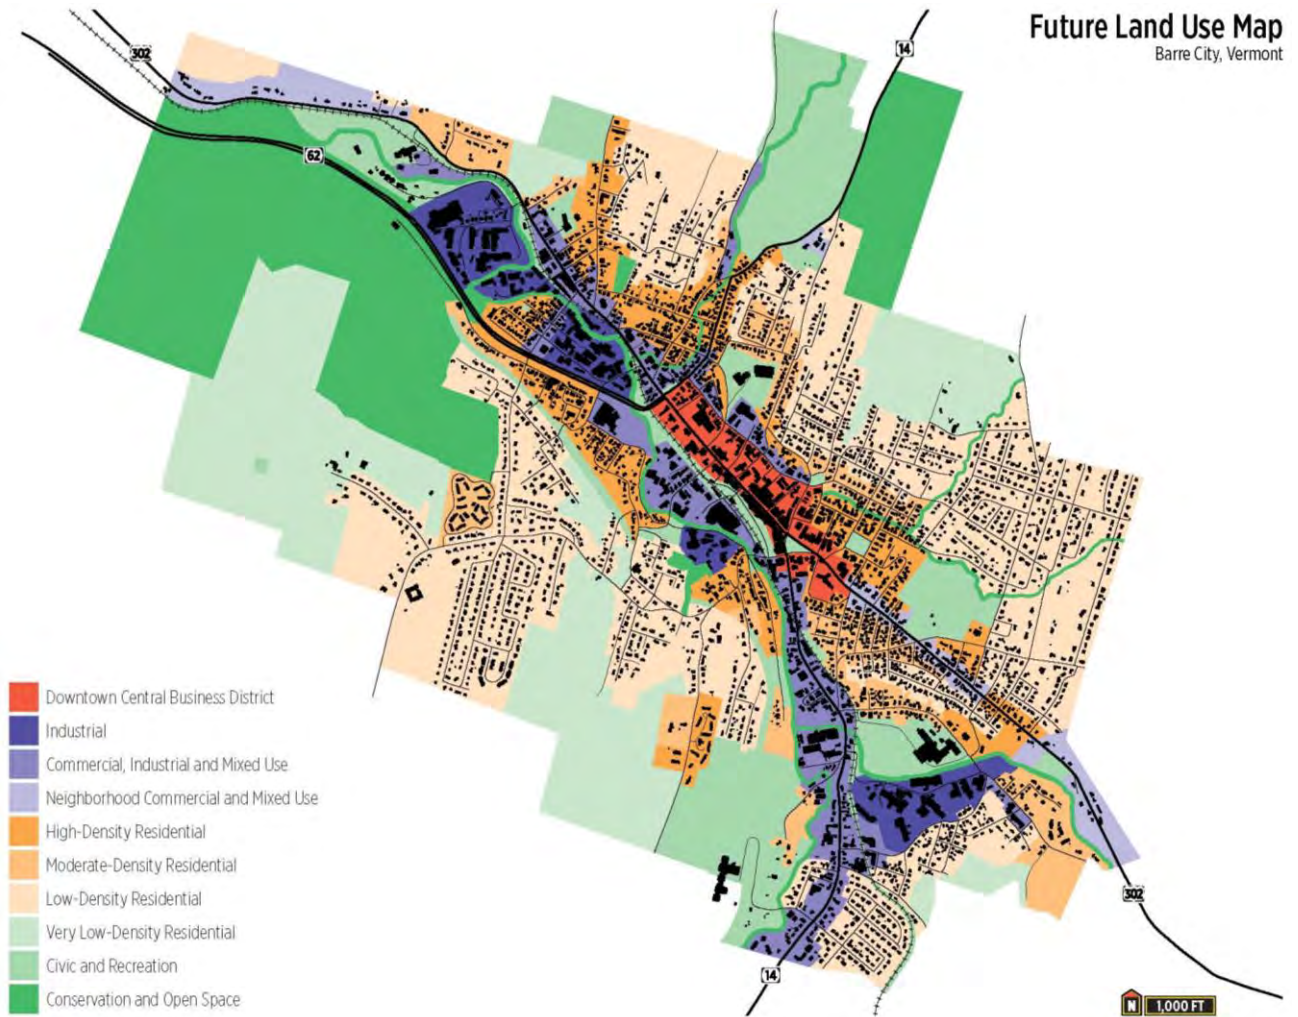 Future Land Use Map
Barre City, Vermont
302
14
62
Downtown Central Business District
Industrial
Commercial, Industrial and Mixed Use
Neighborhood Commercial and Mixed Use
High-Density Residential
Moderate-Density Residential
Low-Density Residential
Very Low-Density Residential
Civic and Recreation
Conservation and Open Space
302
14
N 1,000 FT